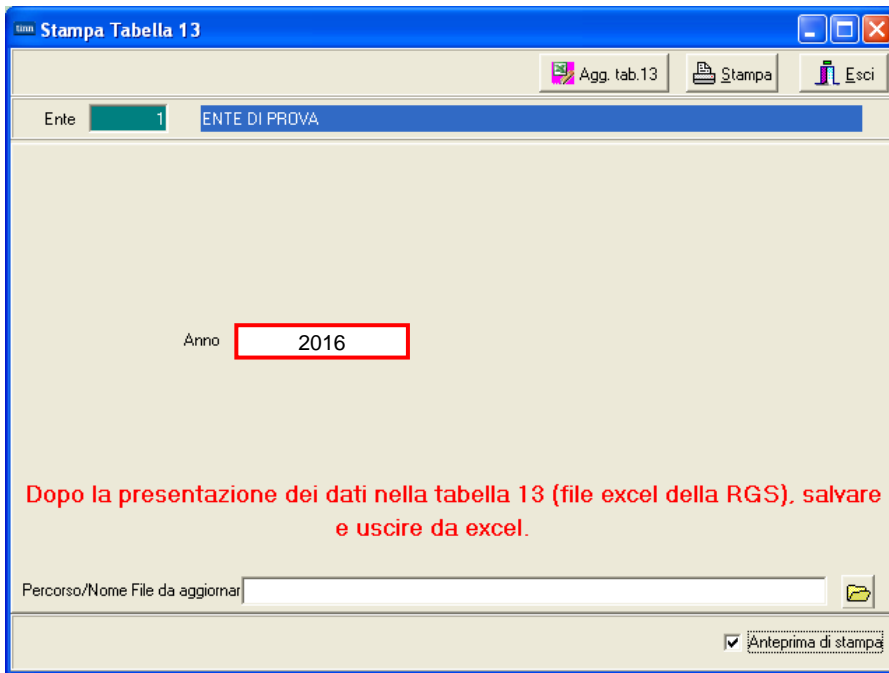 tinn Stampa Tabella 13
Agg. tab.13 Stampa Esci
Ente 1 ENTE DI PROVA
Anno 2016
Dopo la presentazione dei dati nella tabella 13 (file excel della RGS), salvare
e uscire da excel.
Percorso/Nome File da aggiornar
Anteprima di stampa